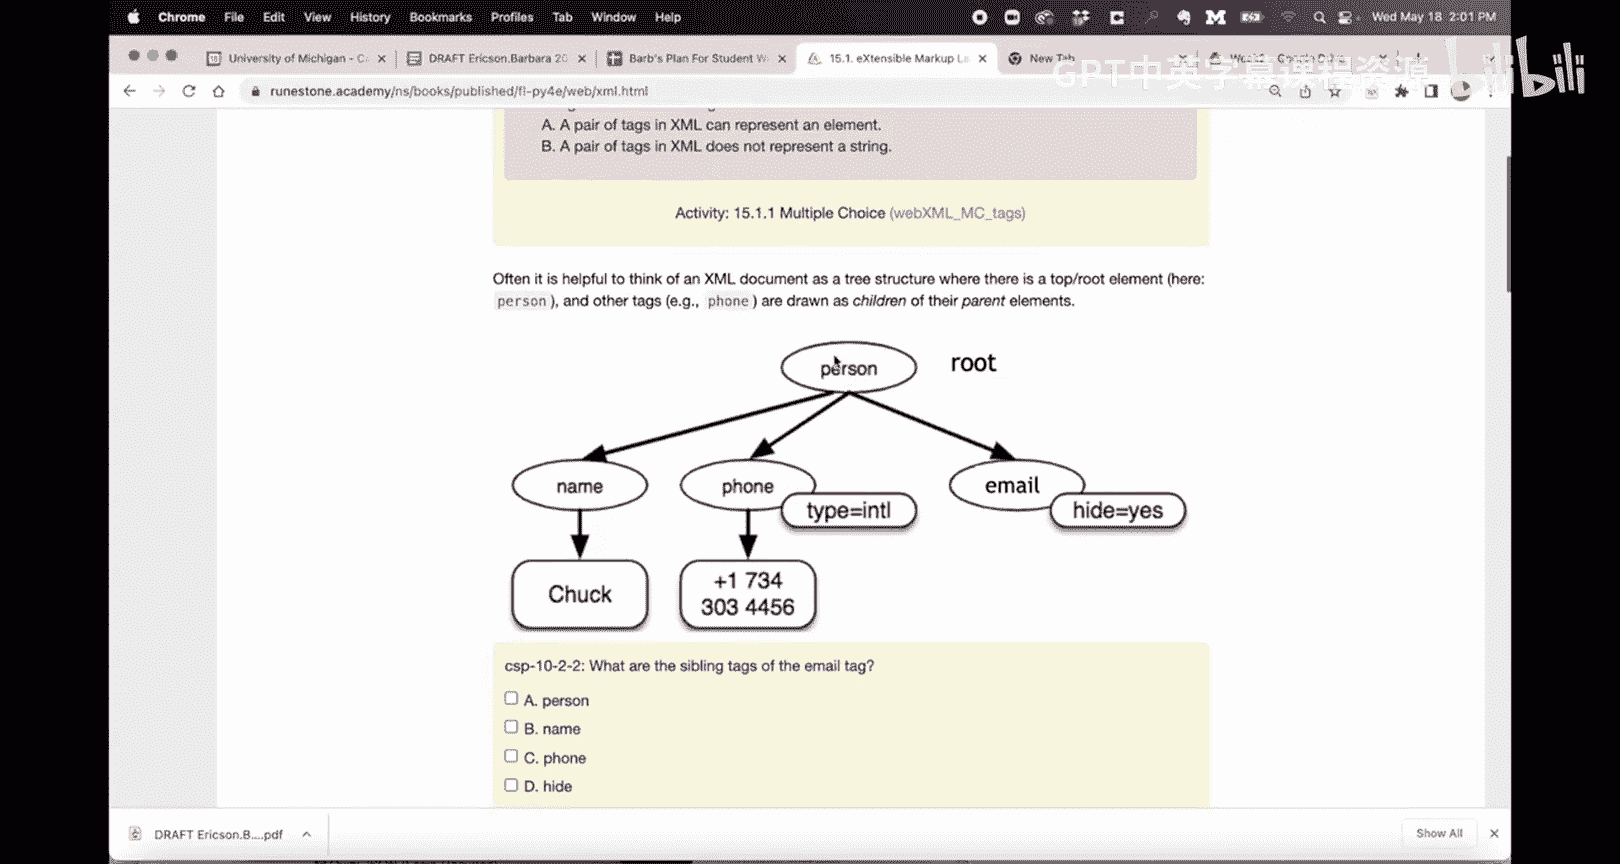 Chrome File Edit View History Bookmarks Profiles Tab Window Help Wed May 18 2:01 PM
University of Michigan - C DRAFT Ericson.Barbara 20 Barb's Plan For Student W 15.1. eXtensible Markup La New Tab
GPT中英字幕课程资源 bilibili
runestone.academy/ns/books/published/fl-py4e/web/xml.html
A. A pair of tags in XML can represent an element.
B. A pair of tags in XML does not represent a string.
Activity: 15.1.1 Multiple Choice (webXML_MC_tags)
Often it is helpful to think of an XML document as a tree structure where there is a top/root element (here:
person ), and other tags (e.g., phone ) are drawn as children of their parent elements.
person root
name phone email
type=intl hide=yes
Chuck +1 734
303 4456
csp-10-2-2: What are the sibling tags of the email tag?
A. person
B. name
C. phone
D. hide
DRAFT Ericson.B....pdf Show All